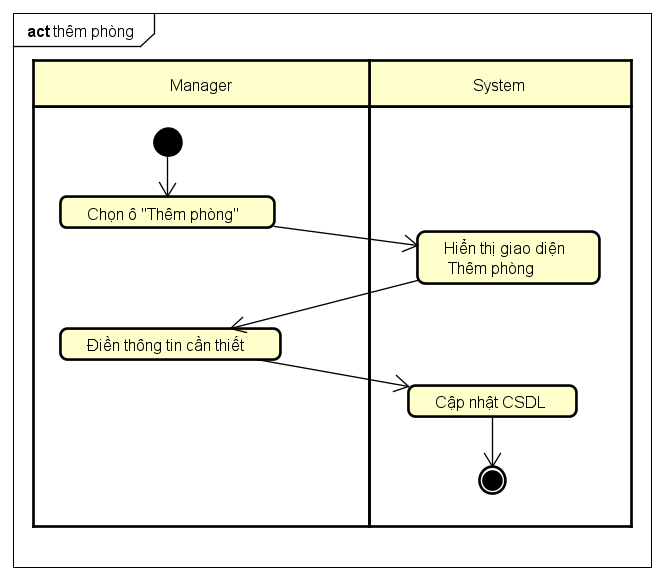 act thêm phòng
Manager
System
Chọn ô "Thêm phòng"
Hiển thị giao diện
Thêm phòng
Điền thông tin cần thiết
Cập nhật CSDL